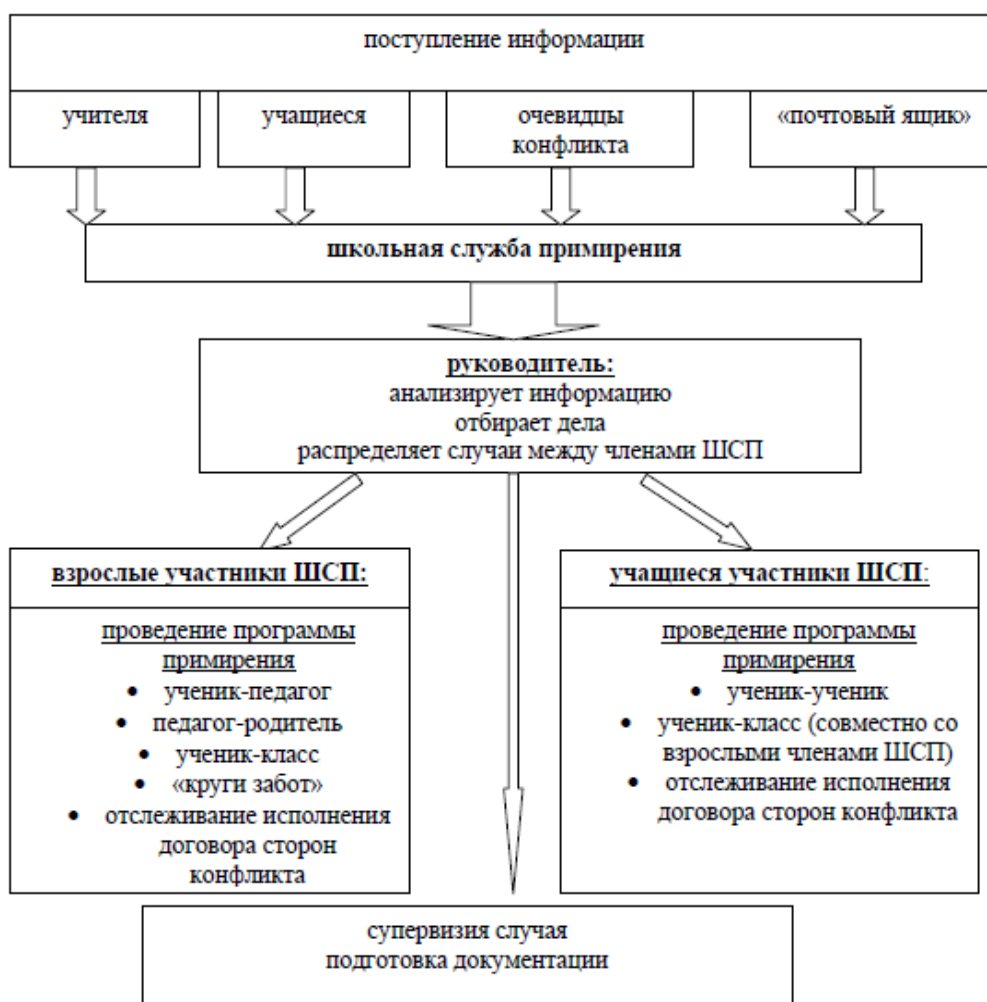 поступление информации
учителя
учащиеся
очевидцы
конфликта
«почтовый ящик»
школьная служба примирения
руководитель:
анализирует информацию
отбирает дела
распределяет случаи между членами ШСП
взрослые участники ШСП:
проведение программы
примирения
• ученик-педагог
• педагог-родитель
• ученик-класс
• «круги забот»
• отслеживание исполнения
договора сторон
конфликта
учащиеся участники ШСП:
проведение программы
примирения
• ученик-ученик
• ученик-класс (совместно со
взрослыми членами ШСП)
• отслеживание исполнения
договора сторон конфликта
супервизия случая
подготовка документации